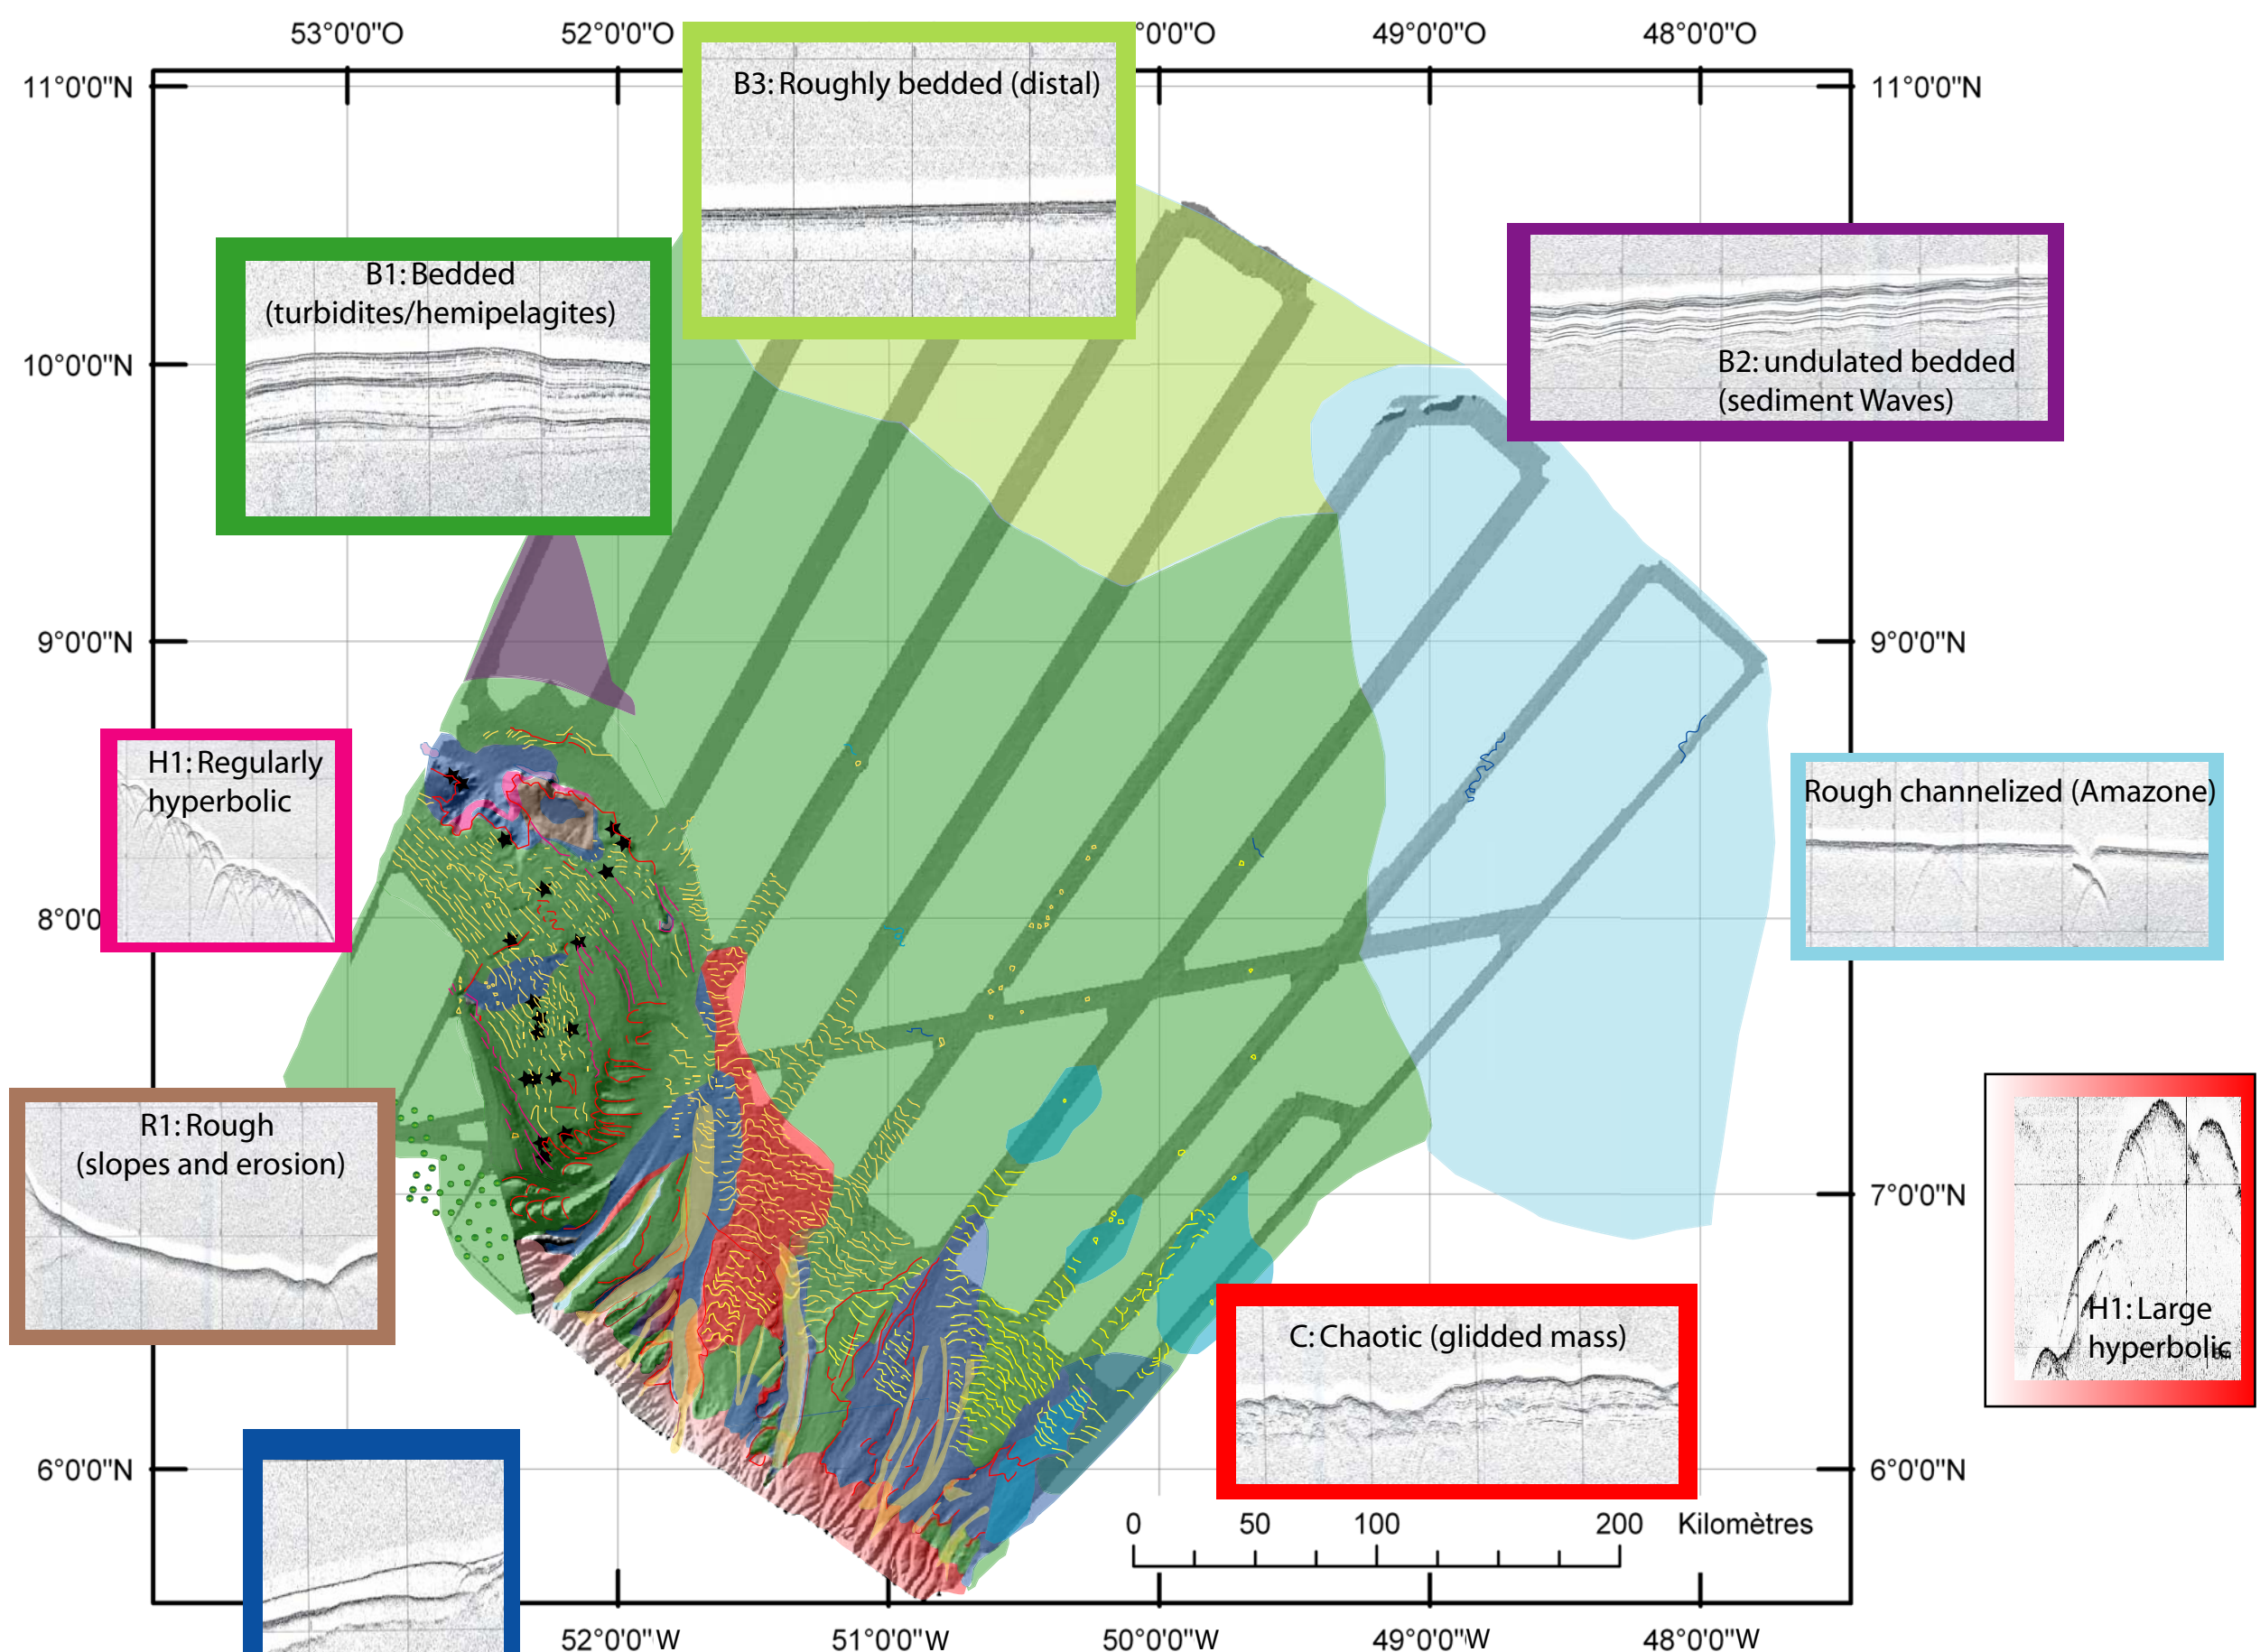 53°0'0"O
52°0'0"O
°0'0"O
49°0'0"O
48°0'0"O
B3: Roughly bedded (distal)
11°0'0"N
11°0'0"N
B1: Bedded
(turbidites/hemipelagites)
B2: undulated bedded
(sediment Waves)
10°0'0"N
9°0'0"N
9°0'0"N
H1: Regularly
hyperbolic
Rough channelized (Amazone)
8°0'0
R1: Rough
(slopes and erosion)
7°0'0"N
H1: Large
hyperbolic
C: Chaotic (glidded mass)
6°0'0"N
6°0'0"N
0 50 100 200 Kilomètres
52°0'0"W
51°0'0"W
50°0'0"W
49°0'0"W
48°0'0"W